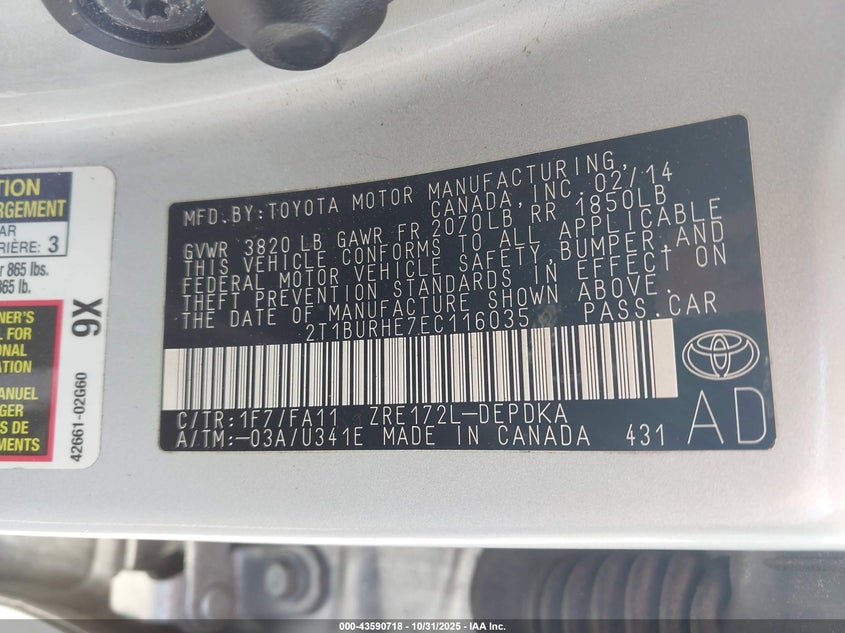 TION
RGEMENT
AR
RIÈRE: 3
r 865 lbs.
865 lb.
NER'S
L FOR
ONAL
ATION
ANUEL
GER
S DE
MENTS
9X
42661-02G60
MFD. BY: TOYOTA MOTOR MANUFACTURING,
CANADA, INC. 02/14
GVWR 3820 LB GAWR FR 2070LB RR 1850LB
THIS VEHICLE CONFORMS TO ALL APPLICABLE
FEDERAL MOTOR VEHICLE SAFETY, BUMPER, AND
THEFT PREVENTION STANDARDS IN EFFECT ON
THE DATE OF MANUFACTURE SHOWN ABOVE.
2T1BURHE7EC116035 PASS. CAR
C/TR: 1F7/FA11 ZRE172L-DEPDKA
A/TM: -03A/U341E MADE IN CANADA 431
AD
000-43590718 - 10/31/2025 - IAA Inc.